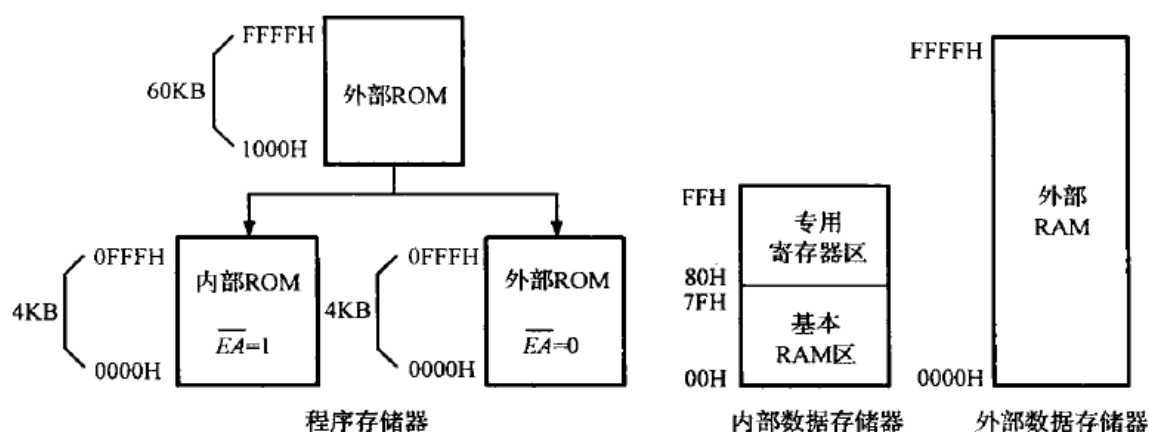 FFFFH
60KB
外部ROM
1000H
0FFFH
4KB
内部ROM
EA=1
0000H
0FFFH
4KB
外部ROM
EA=0
0000H
程序存储器
FFH
专用
寄存器区
80H
7FH
基本
RAM区
00H
内部数据存储器
FFFFH
外部
RAM
0000H
外部数据存储器